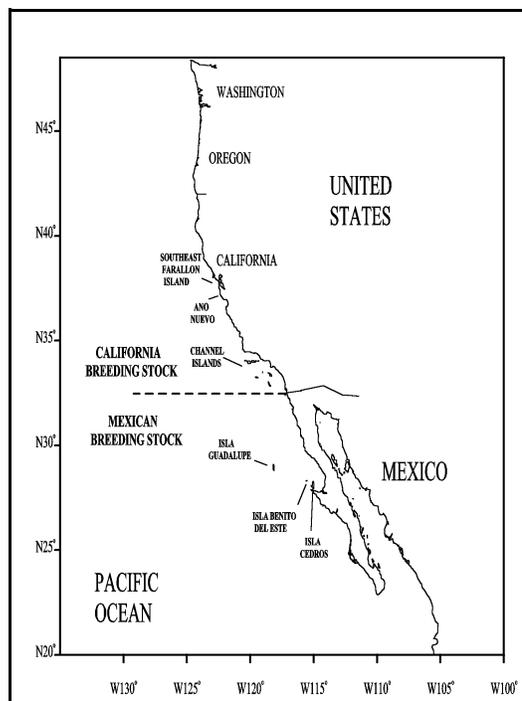 WASHINGTON
N45°
OREGON
UNITED
STATES
N40°
SOUTHEAST
FARALLON
ISLAND
CALIFORNIA
ANO
NUEVO
N35°
CALIFORNIA
BREEDING STOCK
CHANNEL
ISLANDS
MEXICAN
BREEDING STOCK
N30°
ISLA
GUADALUPE
MEXICO
ISLA BENITO
DEL ESTE
ISLA
CEDROS
N25°
PACIFIC
OCEAN
N20°
W130° W125° W120° W115° W110° W105° W100°